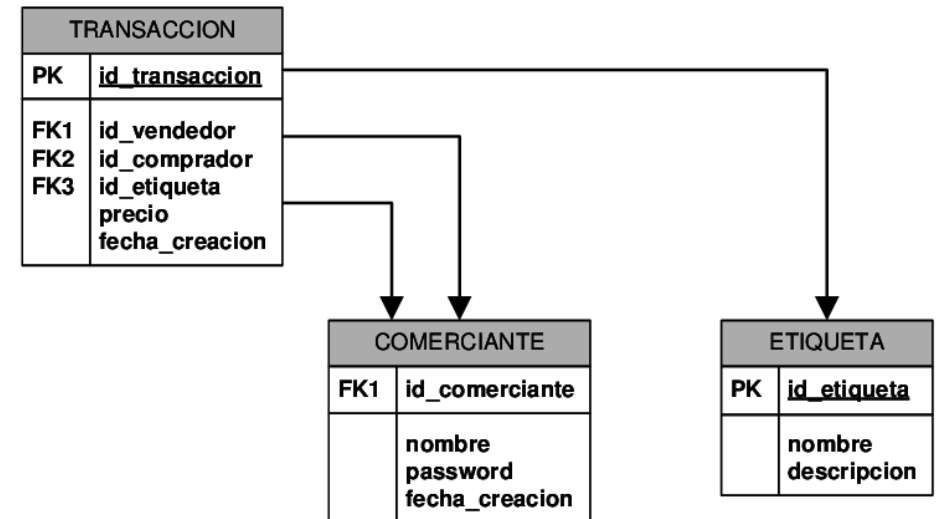 TRANSACCION
PK id_transaccion
FK1 id_vendedor
FK2 id_comprador
FK3 id_etiqueta
precio
fecha_creacion
COMERCIANTE
FK1 id_comerciante
nombre
password
fecha_creacion
ETIQUETA
PK id_etiqueta
nombre
descripcion